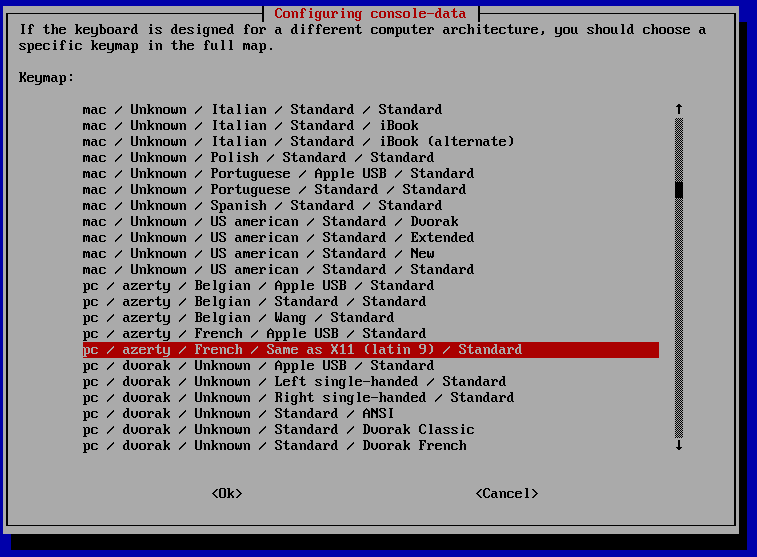 Configuring console-data
If the keyboard is designed for a different computer architecture, you should choose a
specific keymap in the full map.
Keymap:
mac / Unknown / Italian / Standard / Standard
mac / Unknown / Italian / Standard / iBook
mac / Unknown / Italian / Standard / iBook (alternate)
mac / Unknown / Polish / Standard / Standard
mac / Unknown / Portuguese / Apple USB / Standard
mac / Unknown / Portuguese / Standard / Standard
mac / Unknown / Spanish / Standard / Standard
mac / Unknown / US american / Standard / Dvorak
mac / Unknown / US american / Standard / Extended
mac / Unknown / US american / Standard / New
mac / Unknown / US american / Standard / Standard
pc / azerty / Belgian / Apple USB / Standard
pc / azerty / Belgian / Standard / Standard
pc / azerty / Belgian / Wang / Standard
pc / azerty / French / Apple USB / Standard
pc / azerty / French / Same as X11 (latin 9) / Standard
pc / dvorak / Unknown / Apple USB / Standard
pc / dvorak / Unknown / Left single-handed / Standard
pc / dvorak / Unknown / Right single-handed / Standard
pc / dvorak / Unknown / Standard / ANSI
pc / dvorak / Unknown / Standard / Dvorak Classic
pc / dvorak / Unknown / Standard / Dvorak French
<Ok> <Cancel>